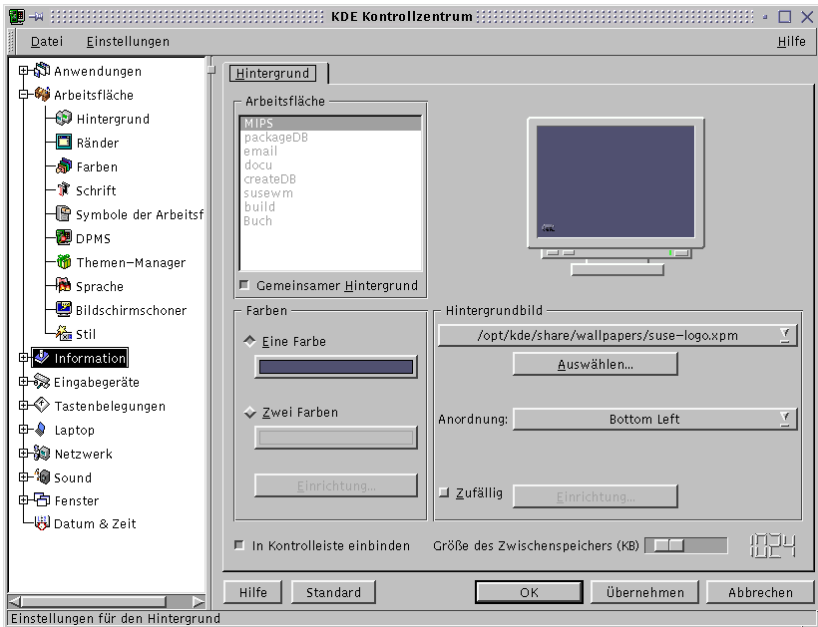 KDE Kontrollzentrum
Datei Einstellungen Hilfe
Anwendungen
Arbeitsfläche
Hintergrund
Ränder
Farben
Schrift
Symbole der Arbeitsf
DPMS
Themen-Manager
Sprache
Bildschirmschoner
Stil
Information
Eingabegeräte
Tastenbelegungen
Laptop
Netzwerk
Sound
Fenster
Datum & Zeit
Hintergrund
Arbeitsfläche
MIPS
packageDB
email
docu
createDB
susewm
build
Buch
Gemeinsamer Hintergrund
Farben
Eine Farbe
Zwei Farben
Einrichtung...
Hintergrundbild
/opt/kde/share/wallpapers/suse-logo.xpm
Auswählen...
Anordnung: Bottom Left
Zufällig Einrichtung...
In Kontrolleiste einbinden Größe des Zwischenspeichers (KB) 1024
Hilfe Standard OK Übernehmen Abbrechen
Einstellungen für den Hintergrund